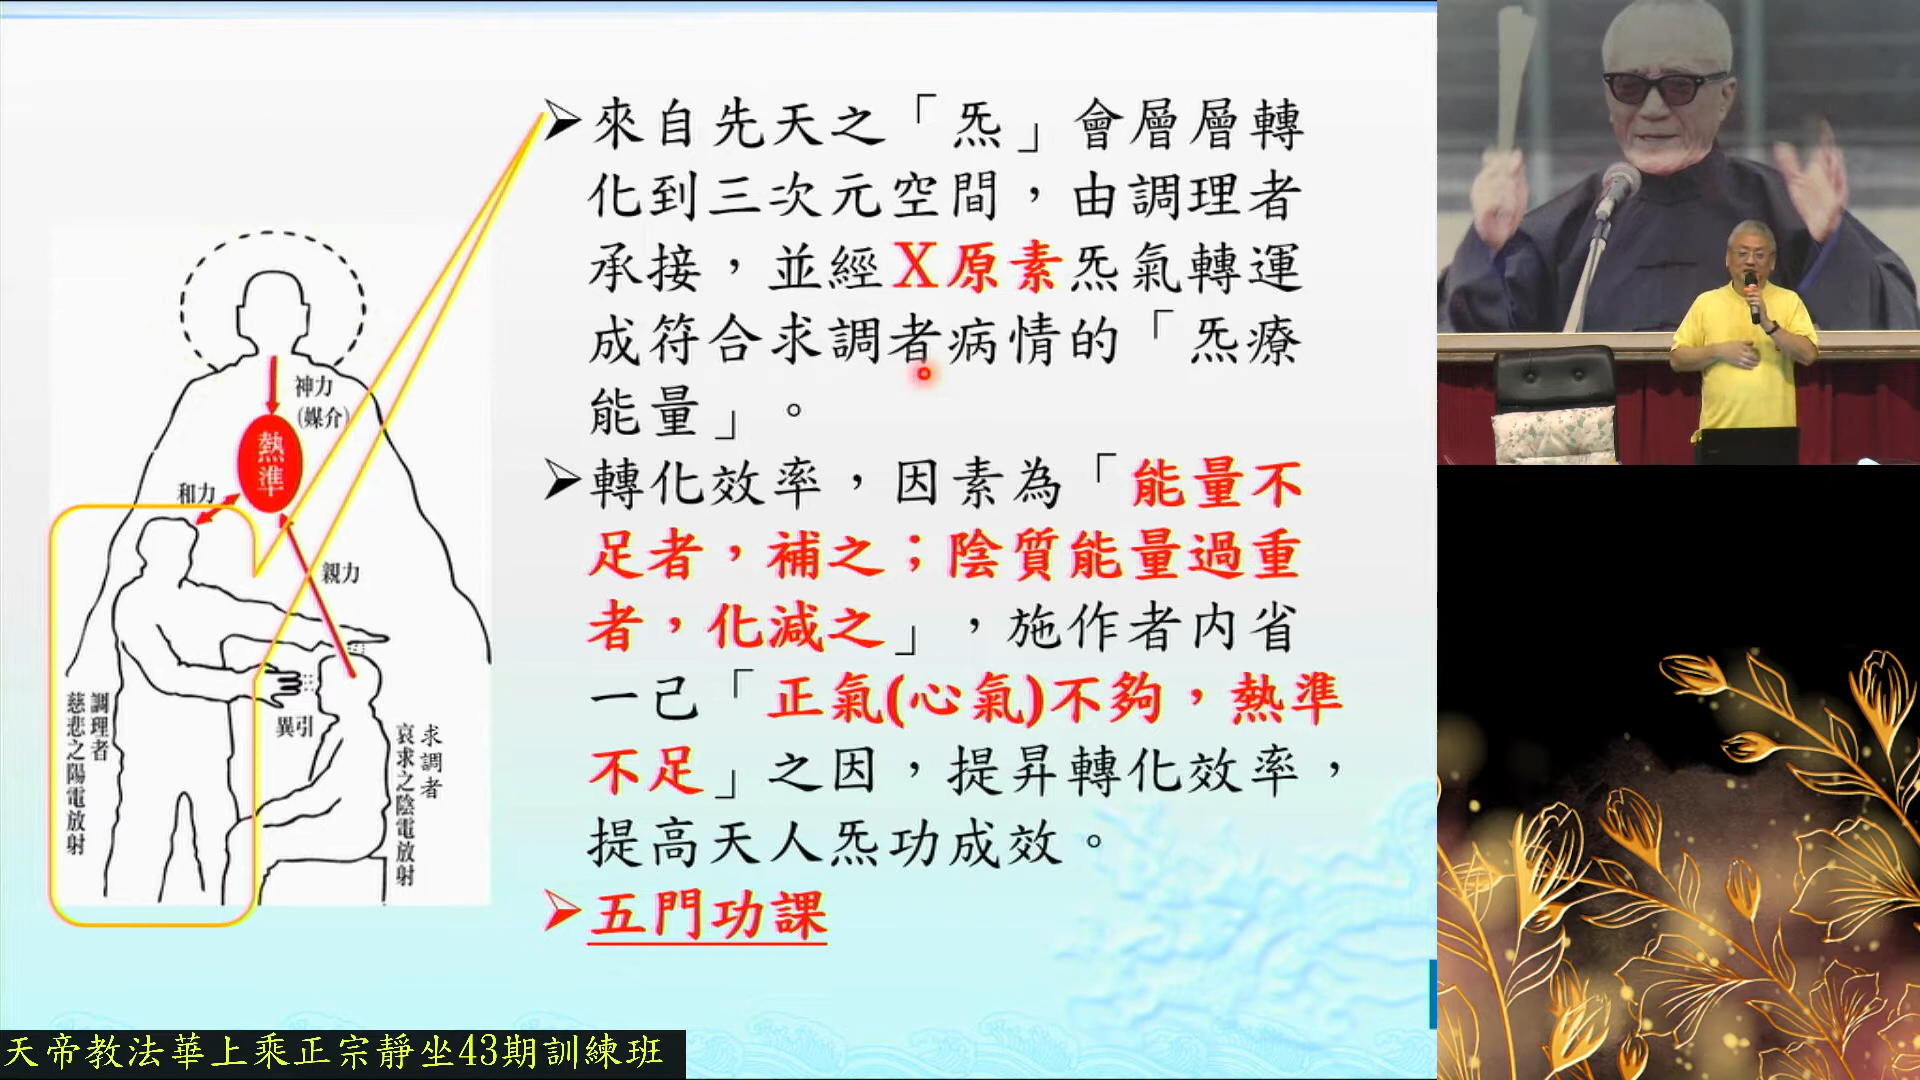 ➢來自先天之「炁」會層層轉
化到三次元空間，由調理者
承接，並經X原素炁氣轉運
成符合求調者病情的「炁療
能量」。
➢轉化效率，因素為「能量不
足者，補之；陰質能量過重
者，化減之」，施作者內省
一己「正氣(心氣)不夠，熱準
不足」之因，提昇轉化效率，
提高天人炁功成效。
➢五門功課
神力
(媒介)
熱準
和力
親力
異引
調理者
慈悲之陽電放射
求調者
哀求之陰電放射
天帝教法華上乘正宗靜坐43期訓練班